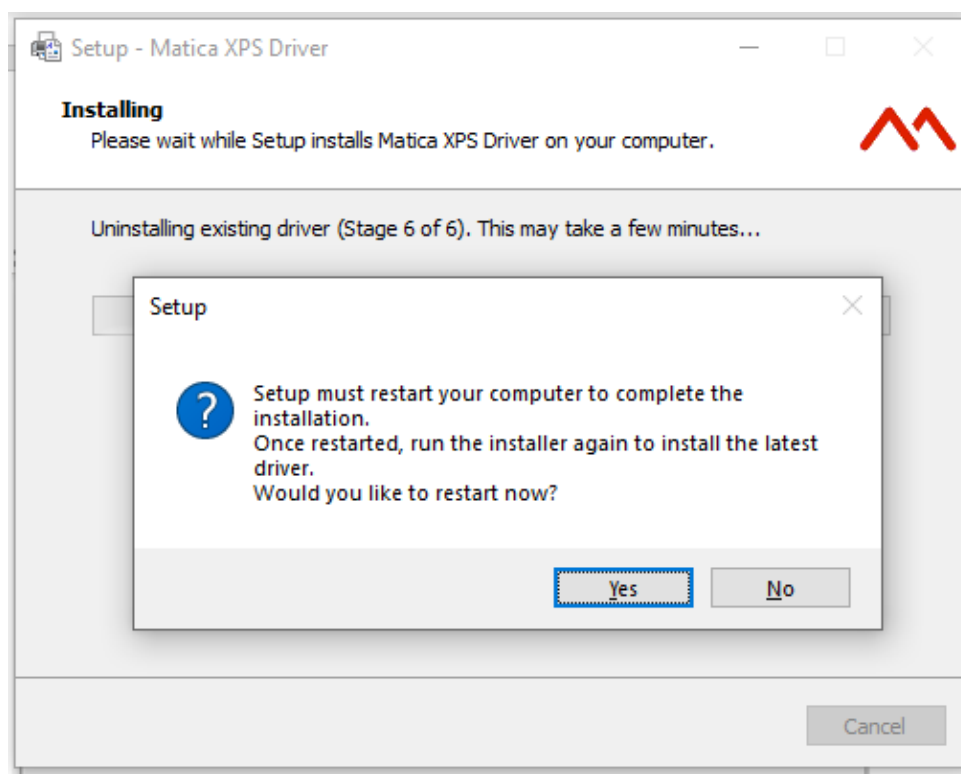 Setup - Matica XPS Driver
Installing
Please wait while Setup installs Matica XPS Driver on your computer.
Uninstalling existing driver (Stage 6 of 6). This may take a few minutes...
Setup
Setup must restart your computer to complete the
installation.
Once restarted, run the installer again to install the latest
driver.
Would you like to restart now?
Yes
No
Cancel